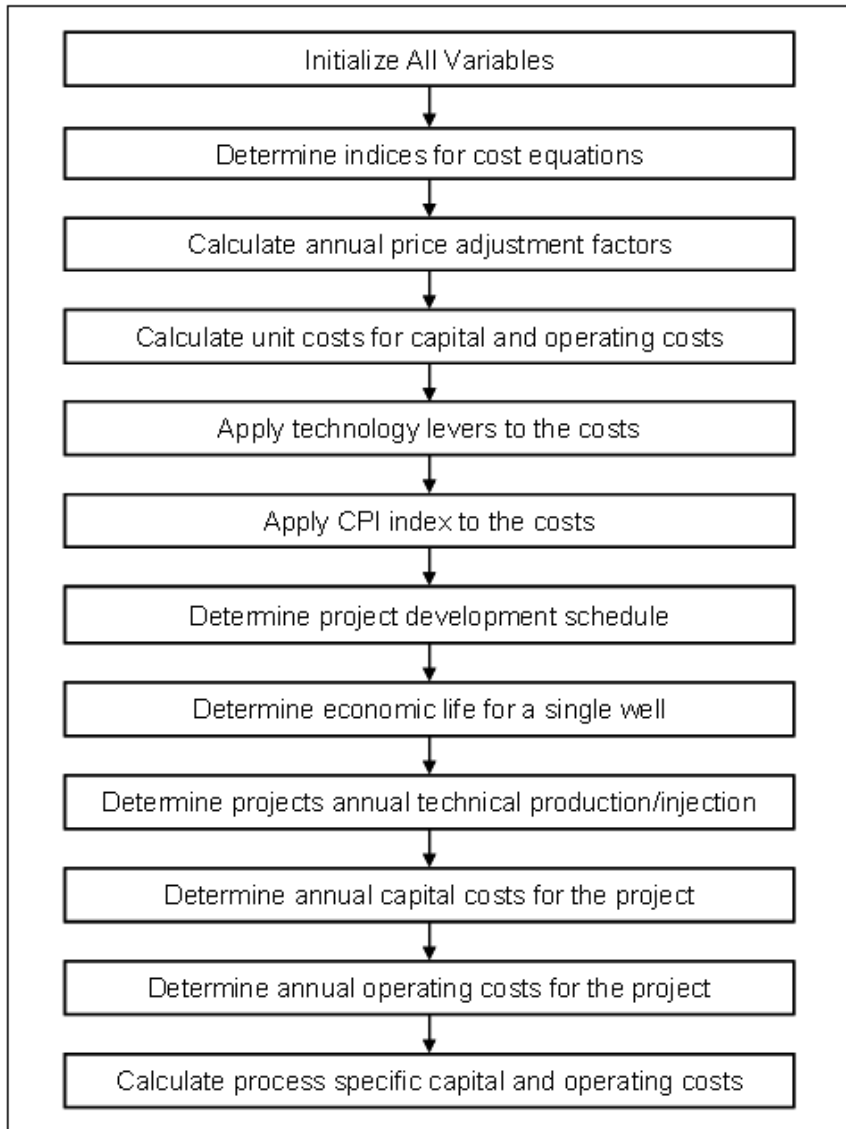 Initialize All Variables
Determine indices for cost equations
Calculate annual price adjustment factors
Calculate unit costs for capital and operating costs
Apply technology levers to the costs
Apply CPI index to the costs
Determine project development schedule
Determine economic life for a single well
Determine projects annual technical production/injection
Determine annual capital costs for the project
Determine annual operating costs for the project
Calculate process specific capital and operating costs